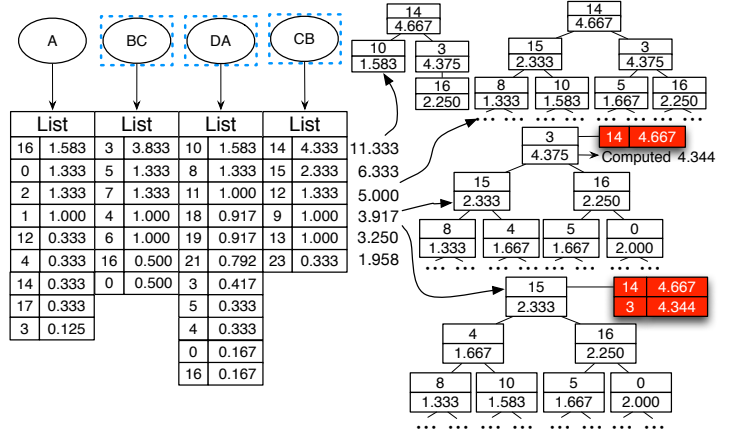 A BC DA CB
List List List List
16 1.583 3 3.833 10 1.583 14 4.333 11.333
0 1.333 5 1.333 8 1.333 15 2.333 6.333
2 1.333 7 1.333 11 1.000 12 1.333 5.000
1 1.000 4 1.000 18 0.917 9 1.000 3.917
12 0.333 6 1.000 19 0.917 13 1.000 3.250
4 0.333 16 0.500 21 0.792 23 0.333 1.958
14 0.333 0 0.500 3 0.417
17 0.333 5 0.333
3 0.125 4 0.333
0 0.167
16 0.167
14
4.667
10 3
1.583 4.375
16
2.250
14
4.667
15 3
2.333 4.375
8 10 5 16
1.333 1.583 1.667 2.250
... ... ... ... ... ... ... ...
3 14 4.667
4.375 Computed 4.344
15 16
2.333 2.250
8 4 5 0
1.333 1.667 1.667 2.000
... ... ... ... ... ... ... ...
15 14 4.667
2.333 3 4.344
4 16
1.667 2.250
8 10 5 0
1.333 1.583 1.667 2.000
... ... ... ... ... ... ... ...